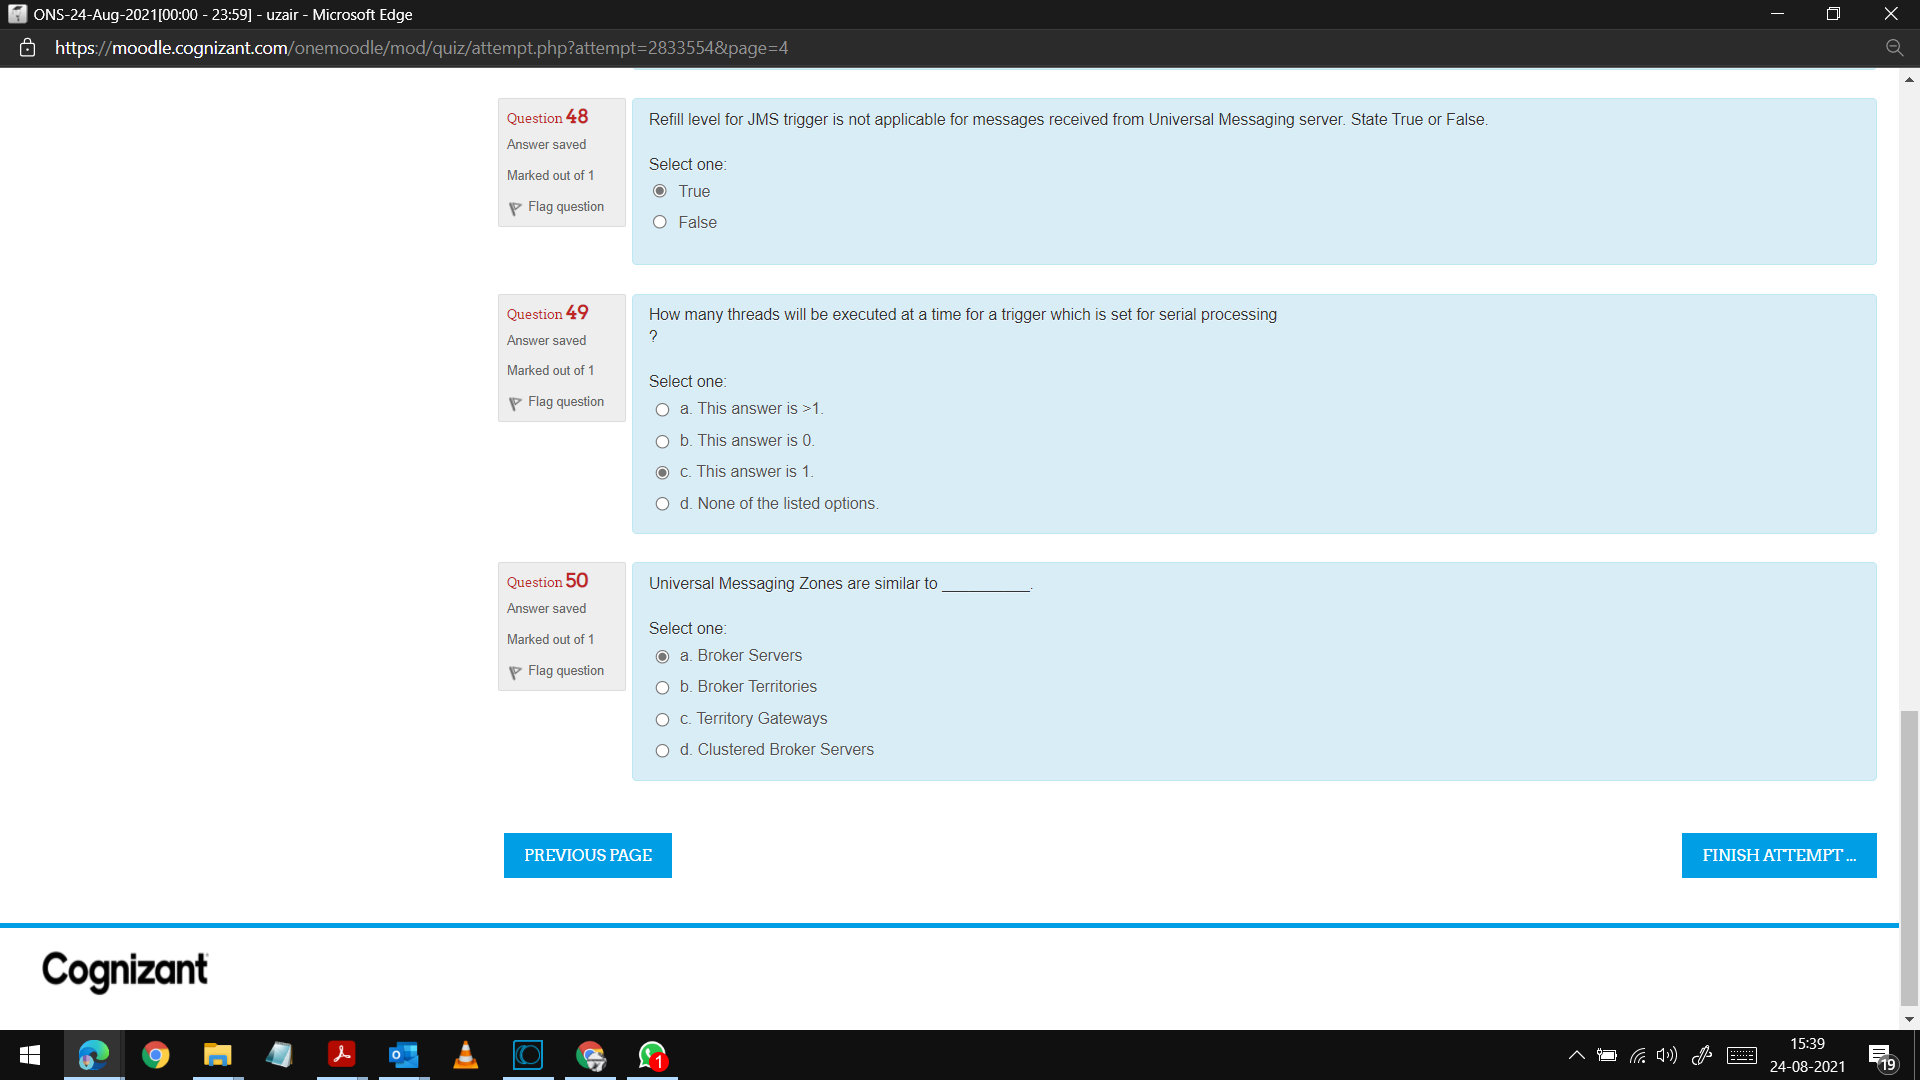 ONS-24-Aug-2021[00:00 - 23:59] - uzair - Microsoft Edge
https://moodle.cognizant.com/onemoodle/mod/quiz/attempt.php?attempt=2833554&page=4
Question 48
Answer saved
Marked out of 1
Flag question
Refill level for JMS trigger is not applicable for messages received from Universal Messaging server. State True or False.
Select one:
True
False
Question 49
Answer saved
Marked out of 1
Flag question
How many threads will be executed at a time for a trigger which is set for serial processing
?
Select one:
a. This answer is >1.
b. This answer is 0.
c. This answer is 1.
d. None of the listed options.
Question 50
Answer saved
Marked out of 1
Flag question
Universal Messaging Zones are similar to __________.
Select one:
a. Broker Servers
b. Broker Territories
c. Territory Gateways
d. Clustered Broker Servers
PREVIOUS PAGE
FINISH ATTEMPT ...
Cognizant
1
15:39
24-08-2021
19